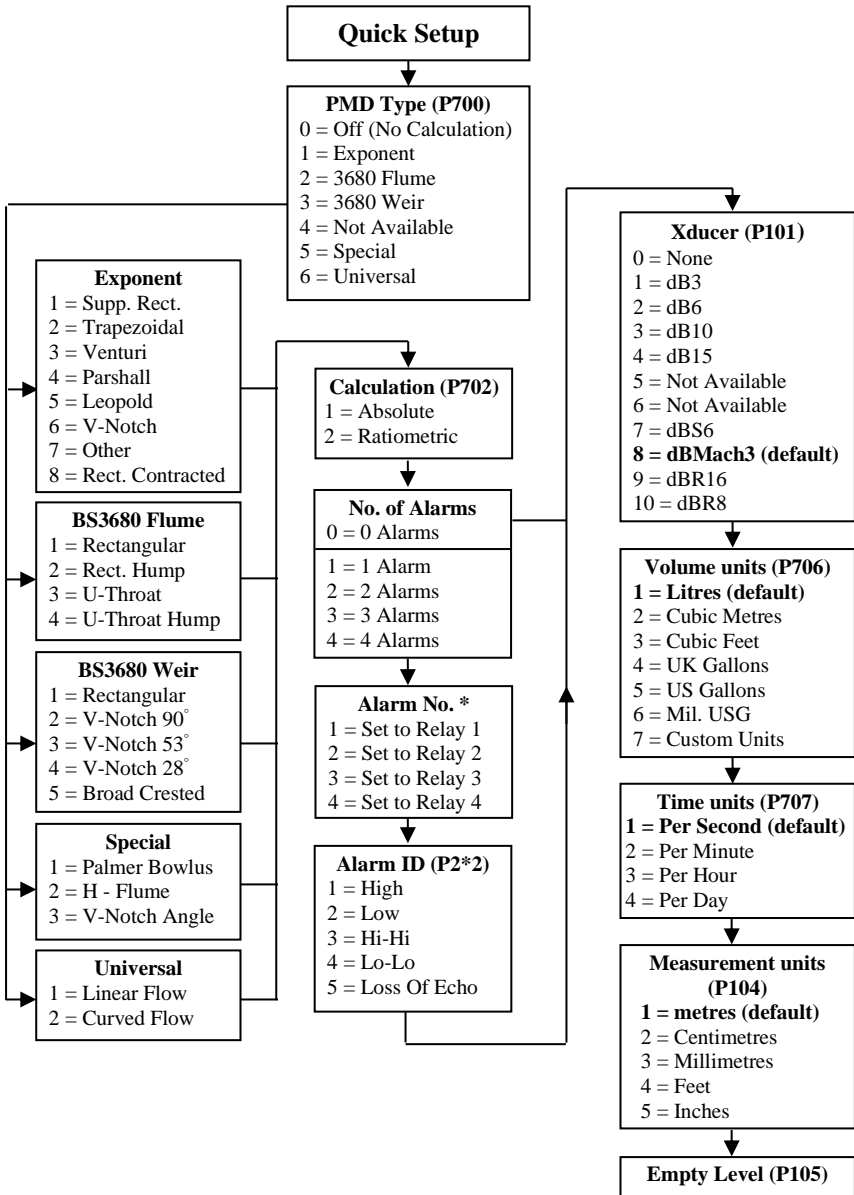 Quick Setup
PMD Type (P700)
0 = Off (No Calculation)
1 = Exponent
2 = 3680 Flume
3 = 3680 Weir
4 = Not Available
5 = Special
6 = Universal
Exponent
1 = Supp. Rect.
2 = Trapezoidal
3 = Venturi
4 = Parshall
5 = Leopold
6 = V-Notch
7 = Other
8 = Rect. Contracted
BS3680 Flume
1 = Rectangular
2 = Rect. Hump
3 = U-Throat
4 = U-Throat Hump
BS3680 Weir
1 = Rectangular
2 = V-Notch 90°
3 = V-Notch 53°
4 = V-Notch 28°
5 = Broad Crested
Special
1 = Palmer Bowlus
2 = H - Flume
3 = V-Notch Angle
Universal
1 = Linear Flow
2 = Curved Flow
Calculation (P702)
1 = Absolute
2 = Ratiometric
No. of Alarms
0 = 0 Alarms
1 = 1 Alarm
2 = 2 Alarms
3 = 3 Alarms
4 = 4 Alarms
Alarm No. *
1 = Set to Relay 1
2 = Set to Relay 2
3 = Set to Relay 3
4 = Set to Relay 4
Alarm ID (P2*2)
1 = High
2 = Low
3 = Hi-Hi
4 = Lo-Lo
5 = Loss Of Echo
Xducer (P101)
0 = None
1 = dB3
2 = dB6
3 = dB10
4 = dB15
5 = Not Available
6 = Not Available
7 = dBS6
8 = dBMach3 (default)
9 = dBR16
10 = dBR8
Volume units (P706)
1 = Litres (default)
2 = Cubic Metres
3 = Cubic Feet
4 = UK Gallons
5 = US Gallons
6 = Mil. USG
7 = Custom Units
Time units (P707)
1 = Per Second (default)
2 = Per Minute
3 = Per Hour
4 = Per Day
Measurement units
(P104)
1 = metres (default)
2 = Centimetres
3 = Millimetres
4 = Feet
5 = Inches
Empty Level (P105)